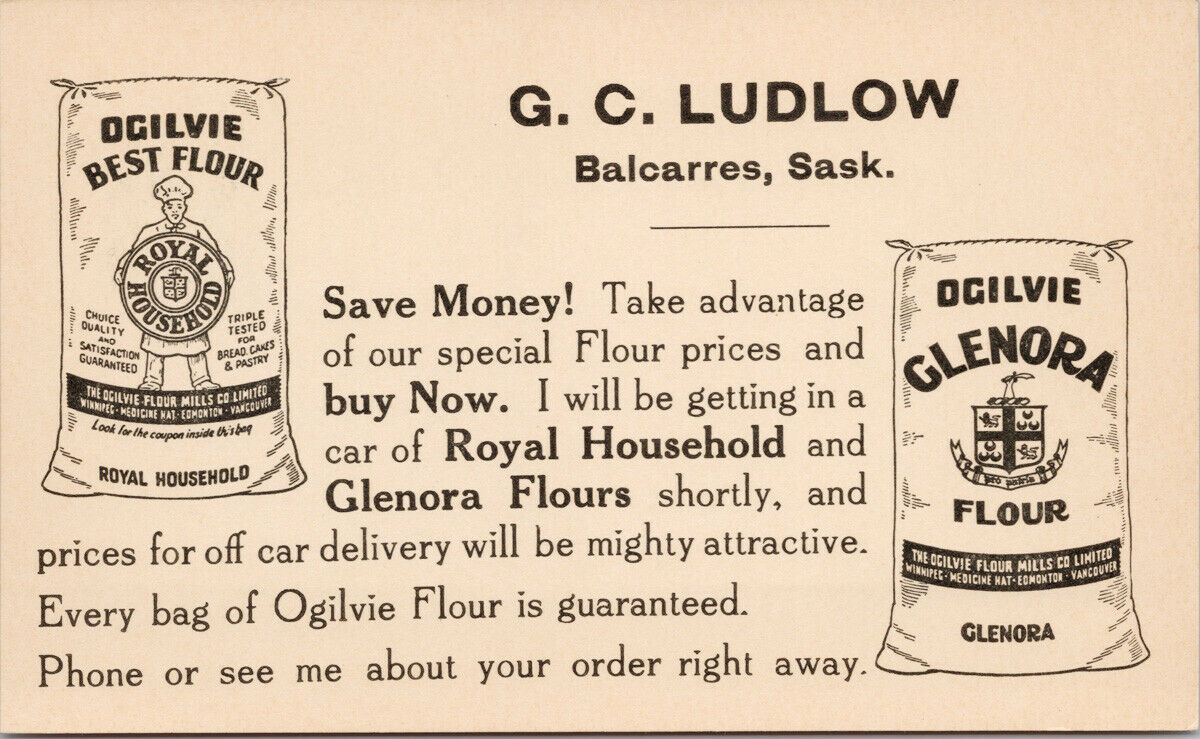 G. C. LUDLOW
Balcarres, Sask.
OGILVIE
BEST FLOUR
ROYAL
HOUSEHOLD
CHOICE
QUALITY
AND
SATISFACTION
GUARANTEED
TRIPLE
TESTED
FOR
BREAD, CAKES
& PASTRY
THE OGILVIE FLOUR MILLS CO. LIMITED
WINNIPEG - MEDICINE HAT - EDMONTON - VANCOUVER
Look for the coupon inside this bag
ROYAL HOUSEHOLD
Save Money! Take advantage
of our special Flour prices and
buy Now. I will be getting in a
car of Royal Household and
Glenora Flours shortly, and
prices for off car delivery will be mighty attractive.
Every bag of Ogilvie Flour is guaranteed.
Phone or see me about your order right away.
OGILVIE
GLENORA
pro patria
FLOUR
THE OGILVIE FLOUR MILLS CO LIMITED
WINNIPEG - MEDICINE HAT - EDMONTON - VANCOUVER
GLENORA